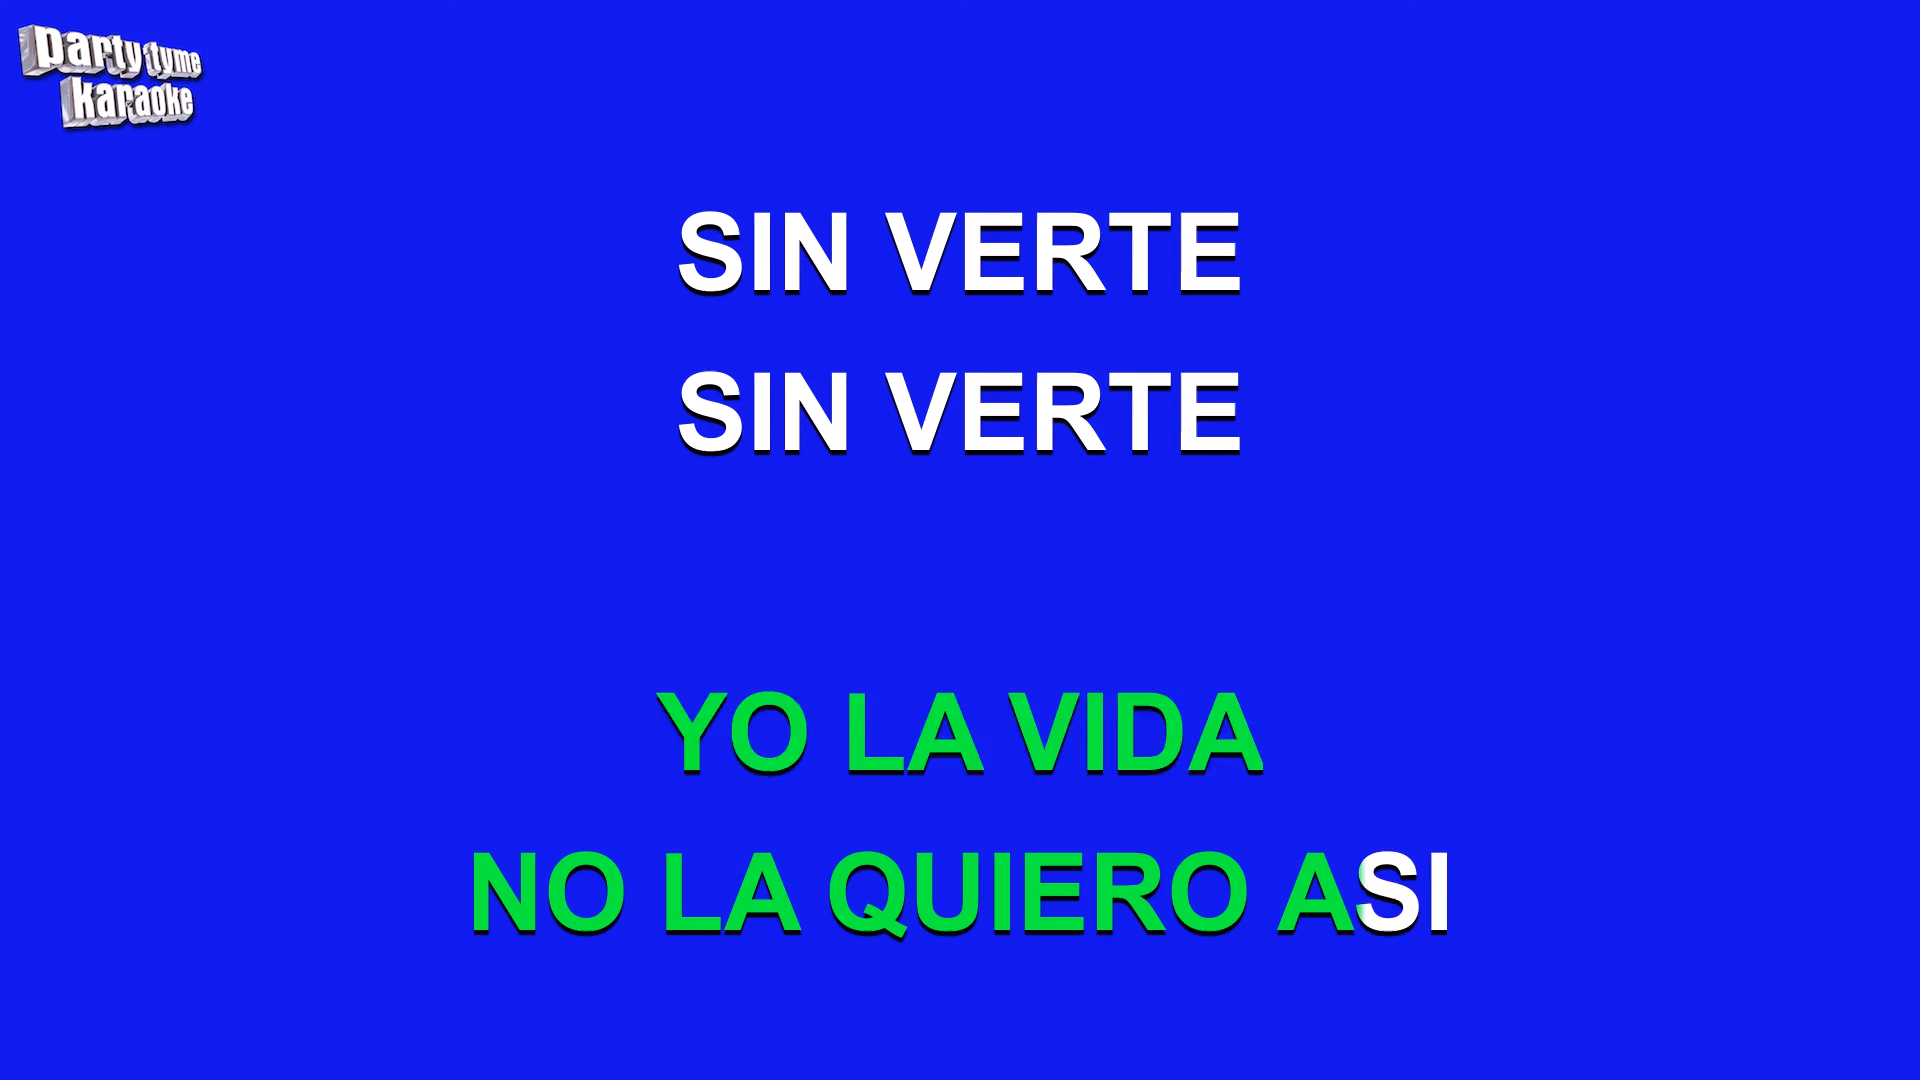 party tyme
karaoke
SIN VERTE
SIN VERTE
YO LA VIDA
NO LA QUIERO ASI